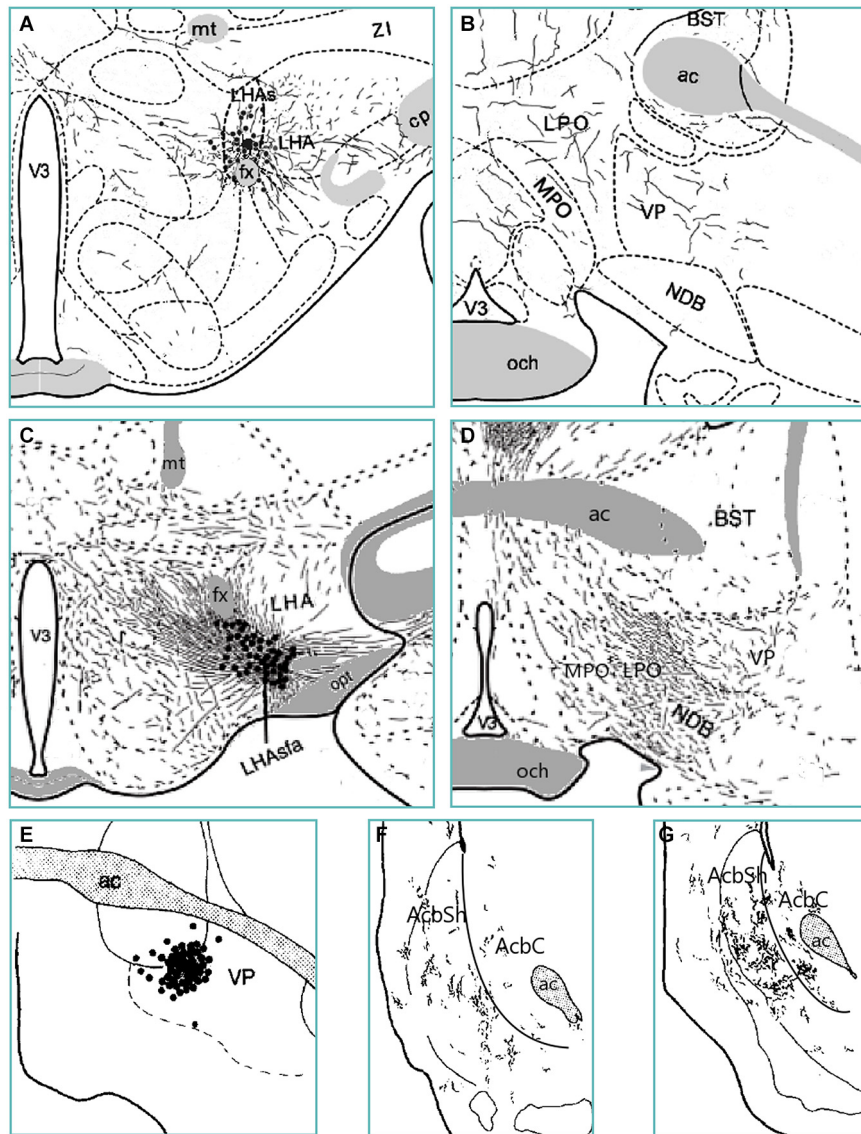 A
mt
ZI
LHAs
LHA
cp
V3
fx
B
BST
ac
LPO
MPO
VP
V3
NDB
och
C
mt
fx
LHA
V3
opt
LHAsfa
D
ac
BST
VP
MPO LPO
V3
NDB
och
E
ac
VP
F
AcbSh
AcbC
ac
G
AcbSh
AcbC
ac